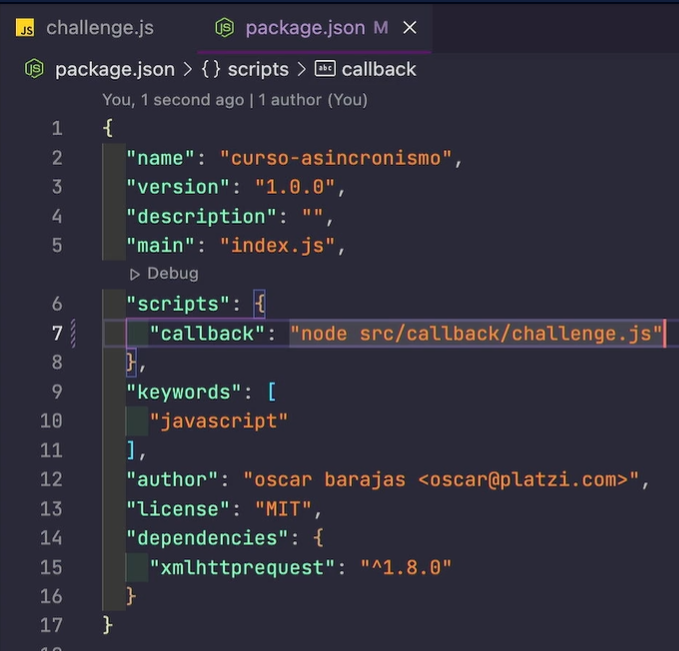 JS challenge.js
JS package.json M
JS package.json > {} scripts > abc callback
You, 1 second ago | 1 author (You)
1 {
2 "name": "curso-asincronismo",
3 "version": "1.0.0",
4 "description": "",
5 "main": "index.js",
Debug
6 "scripts": {
7 "callback": "node src/callback/challenge.js"
8 },
9 "keywords": [
10 "javascript"
11 ],
12 "author": "oscar barajas <oscar@platzi.com>",
13 "license": "MIT",
14 "dependencies": {
15 "xmlhttprequest": "^1.8.0"
16 }
17 }